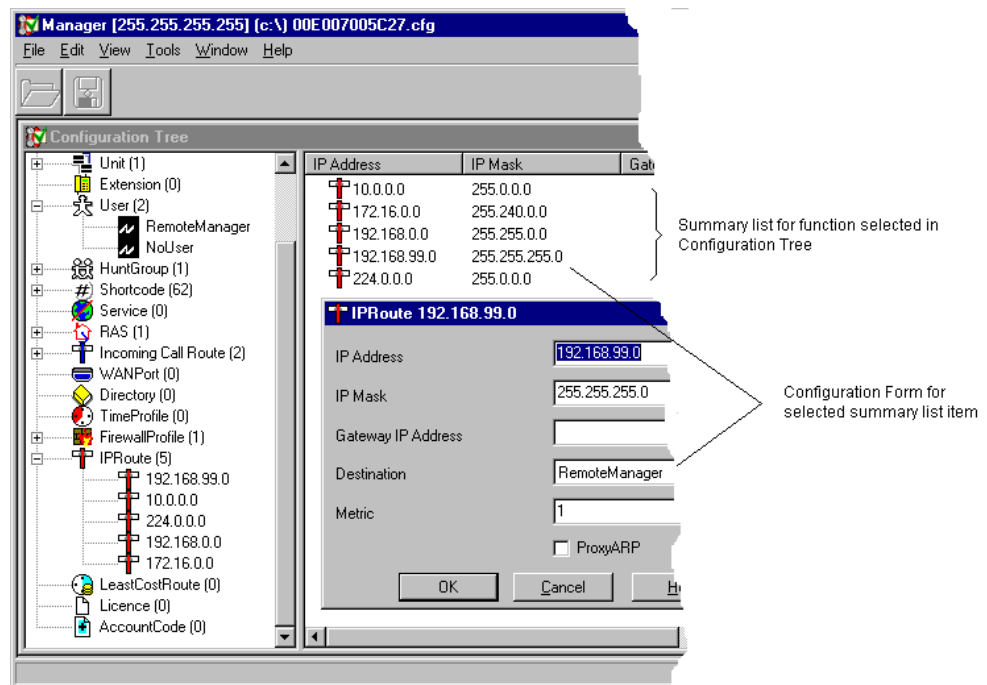 Manager [255.255.255.255] (c:\) 00E007005C27.cfg
File Edit View Tools Window Help
Configuration Tree
Unit (1)
Extension (0)
User (2)
RemoteManager
NoUser
HuntGroup (1)
Shortcode (62)
Service (0)
RAS (1)
Incoming Call Route (2)
WANPort (0)
Directory (0)
TimeProfile (0)
FirewallProfile (1)
IPRoute (5)
192.168.99.0
10.0.0.0
224.0.0.0
192.168.0.0
172.16.0.0
LeastCostRoute (0)
Licence (0)
AccountCode (0)
IP Address IP Mask
10.0.0.0 255.0.0.0
172.16.0.0 255.240.0.0
192.168.0.0 255.255.0.0
192.168.99.0 255.255.255.0
224.0.0.0 255.0.0.0
Summary list for function selected in
Configuration Tree
IPRoute 192.168.99.0
IP Address 192.168.99.0
IP Mask 255.255.255.0
Gateway IP Address
Destination RemoteManager
Metric 1
ProxyARP
OK Cancel
Configuration Form for
selected summary list item